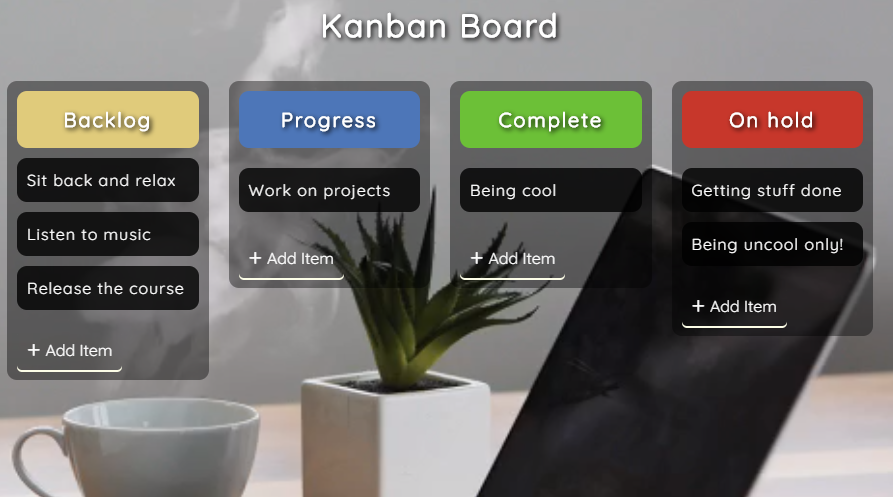 Kanban Board
Backlog
Sit back and relax
Listen to music
Release the course
+ Add Item
Progress
Work on projects
+ Add Item
Complete
Being cool
+ Add Item
On hold
Getting stuff done
Being uncool only!
+ Add Item